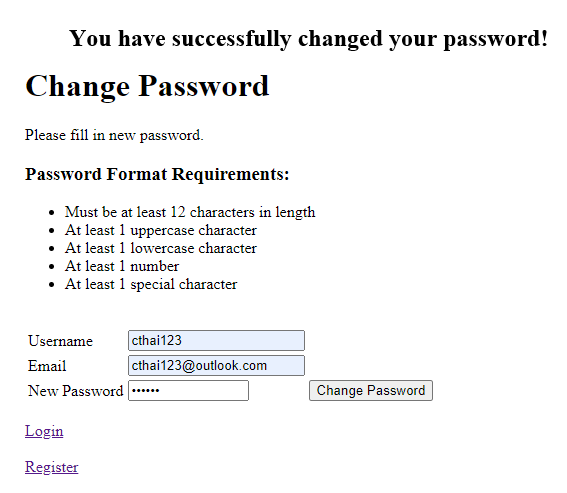 You have successfully changed your password!
Change Password
Please fill in new password.
Password Format Requirements:
• Must be at least 12 characters in length
• At least 1 uppercase character
• At least 1 lowercase character
• At least 1 number
• At least 1 special character
Username cthai123
Email cthai123@outlook.com
New Password •••••• Change Password
Login
Register